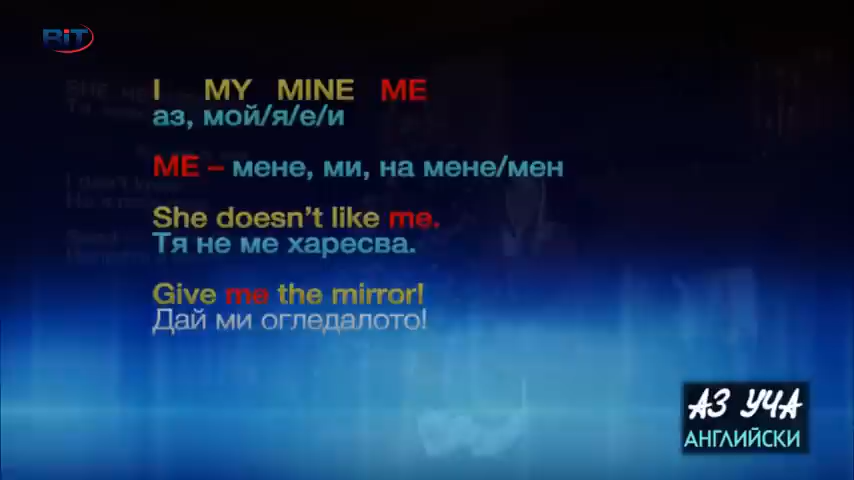 RiT
I MY MINE ME
аз, мой/я/е/и
ME – мене, ми, на мене/мен
She doesn't like me.
Тя не ме харесва.
Give me the mirror!
Дай ми огледалото!
АЗ УЧА
АНГЛИЙСКИ